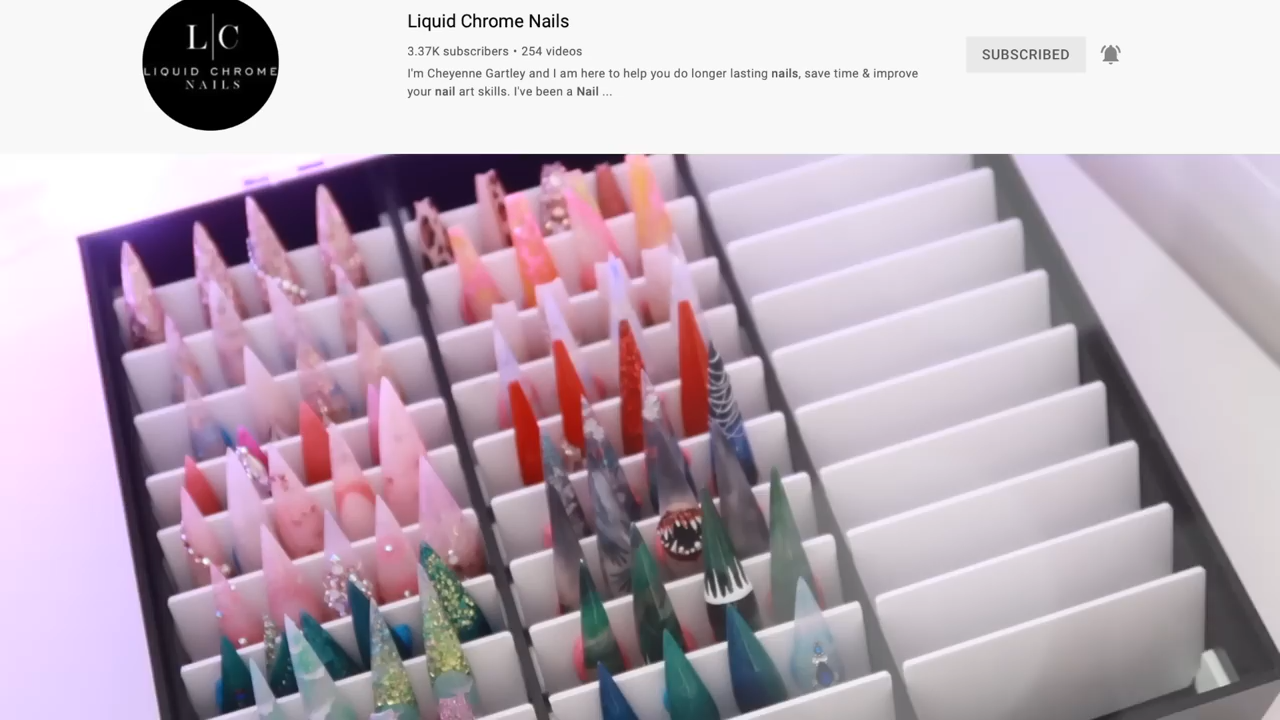 L|C
LIQUID CHROME
NAILS
Liquid Chrome Nails
3.37K subscribers • 254 videos
I'm Cheyenne Gartley and I am here to help you do longer lasting nails, save time & improve
your nail art skills. I've been a Nail ...
SUBSCRIBED